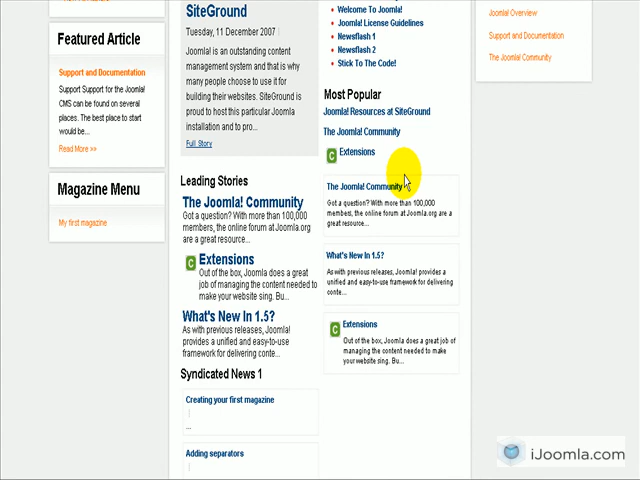 Featured Article
Support and Documentation
Support Support for the Joomla!
CMS can be found on several
places. The best place to start
would be...
Read More >>
Magazine Menu
My first magazine
SiteGround
Tuesday, 11 December 2007
Joomla! is an outstanding content
management system and that is why
many people choose to use it for
building their websites. SiteGround is
proud to host this particular Joomla
installation and to pro...
Full Story
Leading Stories
The Joomla! Community
Got a question? With more than 100,000
members, the online forum at Joomla.org
are a great resource...
Extensions
Out of the box, Joomla does a great
job of managing the content needed to
make your website sing. Bu...
What's New In 1.5?
As with previous releases, Joomla!
provides a unified and easy-to-use
framework for delivering conte...
Syndicated News 1
Creating your first magazine
...
Adding separators
Welcome To Joomla!
Joomla! License Guidelines
Newsflash 1
Newsflash 2
Stick To The Code!
Most Popular
Joomla! Resources at SiteGround
The Joomla! Community
Extensions
The Joomla! Community
Got a question? With more than 100,000
members, the online forum at Joomla.org are a
great resource...
What's New In 1.5?
As with previous releases, Joomla! provides a
unified and easy-to-use framework for delivering
conte...
Extensions
Out of the box, Joomla does a great job of
managing the content needed to make your
website sing. Bu...
Joomla! Overview
Support and Documentation
The Joomla! Community
iJoomla.com